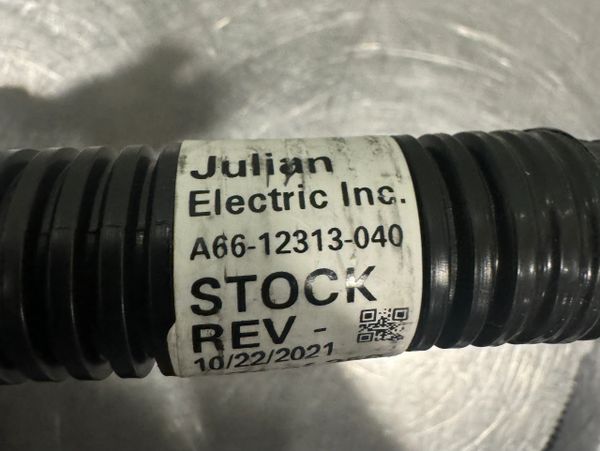 Julian
Electric Inc.
A66-12313-040
STOCK
REV -
10/22/2021